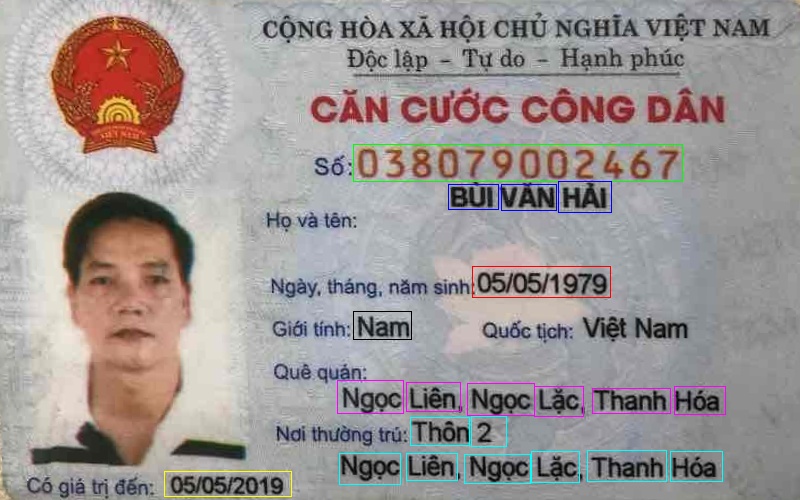 CỘNG HÒA XÃ HỘI CHỦ NGHĨA VIỆT NAM
Độc lập - Tự do - Hạnh phúc
CĂN CƯỚC CÔNG DÂN
Số: 038079002467
BÙI VĂN HẢI
Họ và tên:
Ngày, tháng, năm sinh: 05/05/1979
Giới tính: Nam Quốc tịch: Việt Nam
Quê quán:
Ngọc Liên, Ngọc Lặc, Thanh Hóa
Nơi thường trú: Thôn 2
Ngọc Liên, Ngọc Lặc, Thanh Hóa
Có giá trị đến: 05/05/2019